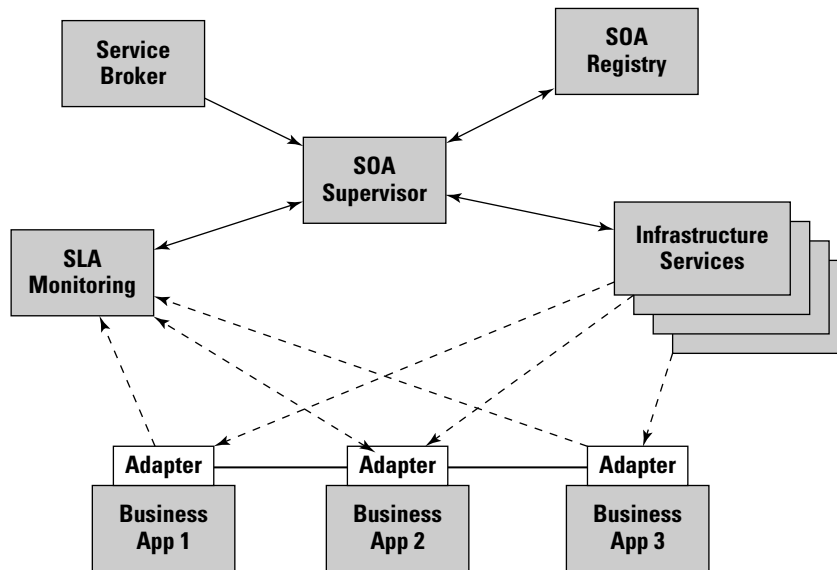 Service
Broker
SOA
Registry
SOA
Supervisor
SLA
Monitoring
Infrastructure
Services
Adapter
Adapter
Adapter
Business
App 1
Business
App 2
Business
App 3